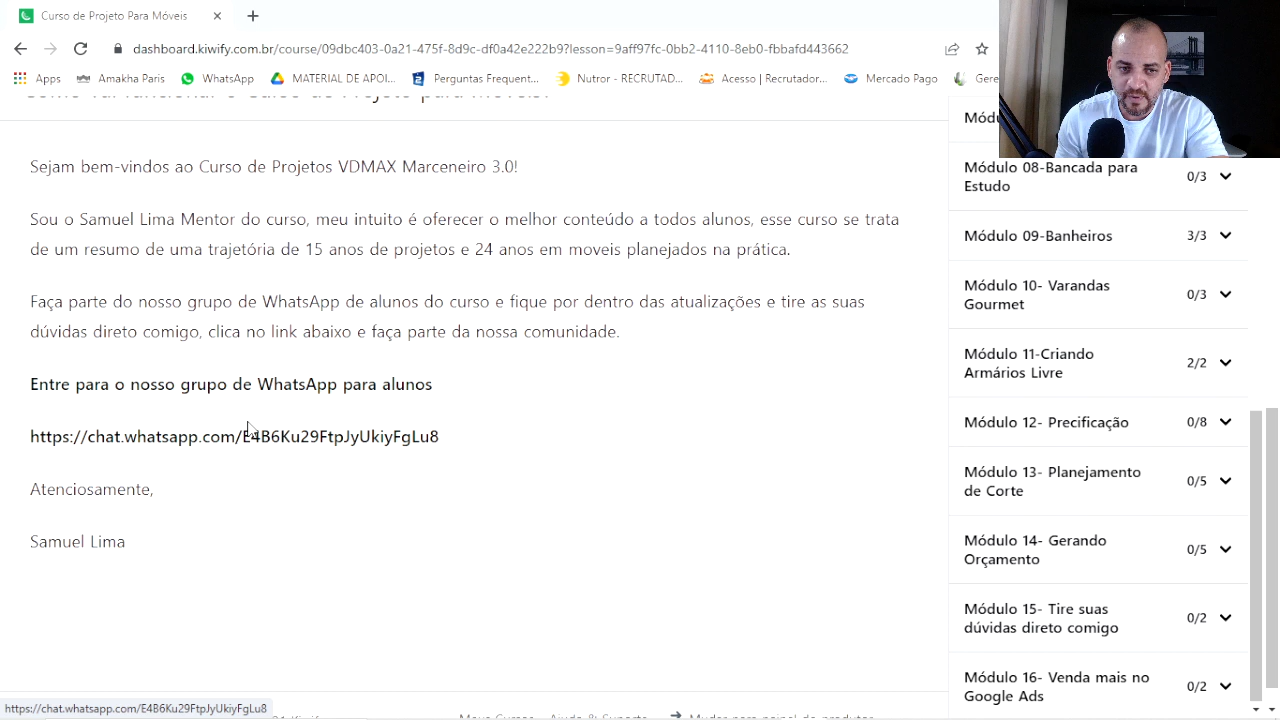 Curso de Projeto Para Móveis
dashboard.kiwify.com.br/course/09dbc403-0a21-475f-8d9c-df0a42e222b9?lesson=9aff97fc-0bb2-4110-8eb0-fbbafd443662
Apps Amakha Paris WhatsApp MATERIAL DE APOI... Perguntas Frequent... Nutror - RECRUTAD... Acesso | Recrutador... Mercado Pago Gere
Sejam bem-vindos ao Curso de Projetos VDMAX Marceneiro 3.0!
Sou o Samuel Lima Mentor do curso, meu intuito é oferecer o melhor conteúdo a todos alunos, esse curso se trata
de um resumo de uma trajetória de 15 anos de projetos e 24 anos em moveis planejados na prática.
Faça parte do nosso grupo de WhatsApp de alunos do curso e fique por dentro das atualizações e tire as suas
dúvidas direto comigo, clica no link abaixo e faça parte da nossa comunidade.
Entre para o nosso grupo de WhatsApp para alunos
https://chat.whatsapp.com/E4B6Ku29FtpJyUkiyFgLu8
Atenciosamente,
Samuel Lima
Módulo 08-Bancada para
Estudo
0/3
Módulo 09-Banheiros 3/3
Módulo 10- Varandas
Gourmet
0/3
Módulo 11-Criando
Armários Livre
2/2
Módulo 12- Precificação 0/8
Módulo 13- Planejamento
de Corte
0/5
Módulo 14- Gerando
Orçamento
0/5
Módulo 15- Tire suas
dúvidas direto comigo
0/2
Módulo 16- Venda mais no
Google Ads
0/2
https://chat.whatsapp.com/E4B6Ku29FtpJyUkiyFgLu8